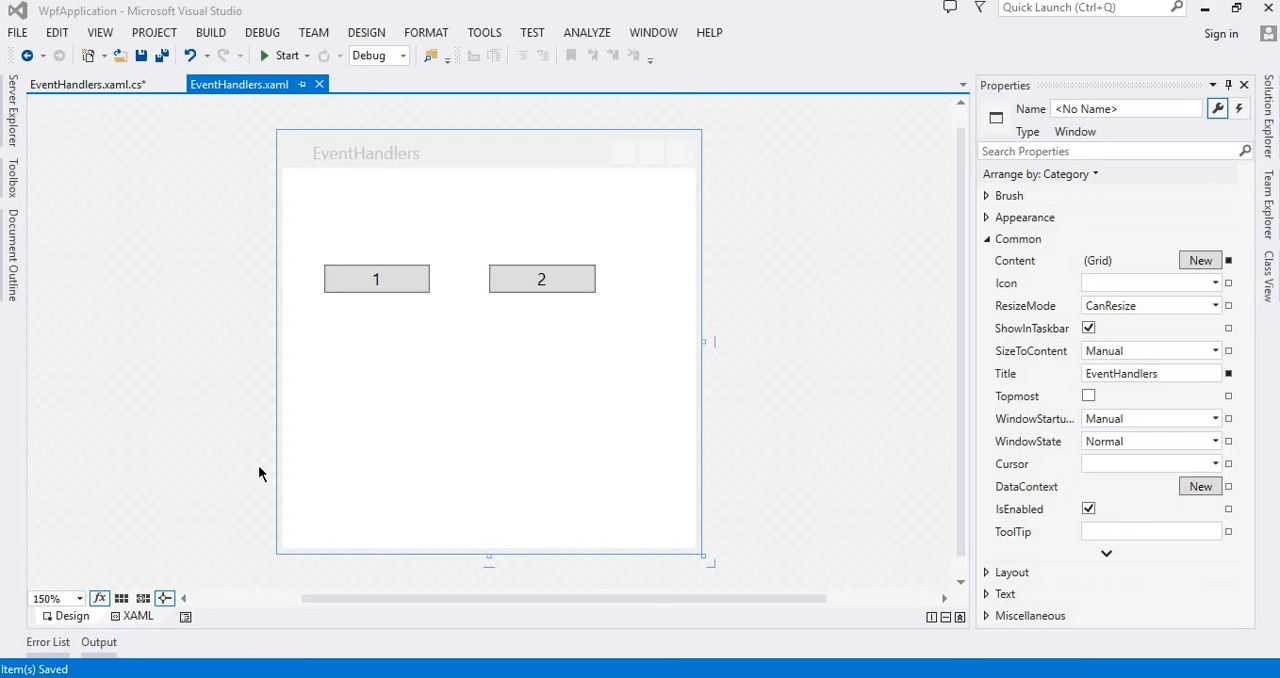 WpfApplication - Microsoft Visual Studio
Quick Launch (Ctrl+Q)
FILE EDIT VIEW PROJECT BUILD DEBUG TEAM DESIGN FORMAT TOOLS TEST ANALYZE WINDOW HELP
Sign in
Start Debug
EventHandlers.xaml.cs* EventHandlers.xaml
Server Explorer
Toolbox
Document Outline
EventHandlers
1 2
150%
Design XAML
Error List Output
Item(s) Saved
Properties
Name <No Name>
Type Window
Search Properties
Arrange by: Category
Brush
Appearance
Common
Content (Grid) New
Icon
ResizeMode CanResize
ShowInTaskbar
SizeToContent Manual
Title EventHandlers
Topmost
WindowStartu... Manual
WindowState Normal
Cursor
DataContext New
IsEnabled
ToolTip
Layout
Text
Miscellaneous
Solution Explorer
Team Explorer
Class View